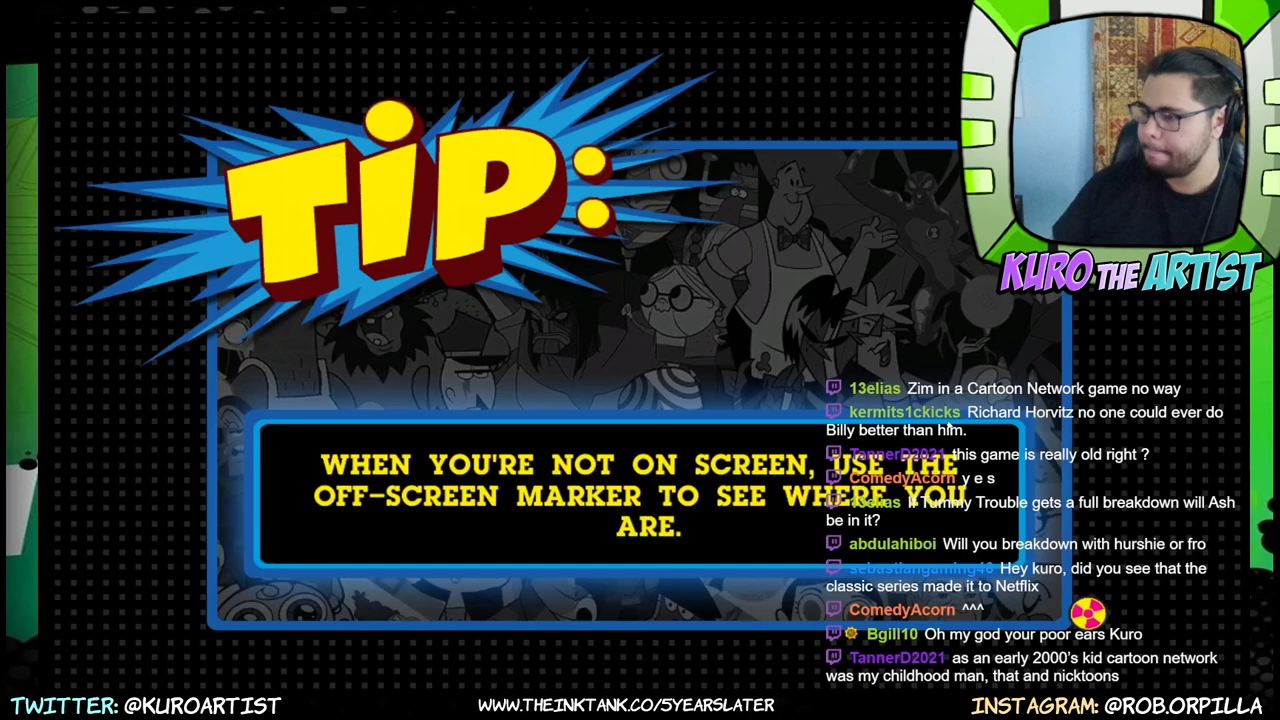 TiP:
KURO THE ARTIST
WHEN YOU'RE NOT ON SCREEN, USE THE
OFF-SCREEN MARKER TO SEE WHERE YOU
ARE.
13elias Zim in a Cartoon Network game no way
kermits1ckicks Richard Horvitz no one could ever do
Billy better than him.
TannerD2021 this game is really old right ?
ComedyAcorn y e s
13elias If Tummy Trouble gets a full breakdown will Ash
be in it?
abdulahiboi Will you breakdown with hurshie or fro
sebastiangaming46 Hey kuro, did you see that the
classic series made it to Netflix
ComedyAcorn ^^^
Bgill10 Oh my god your poor ears Kuro
TannerD2021 as an early 2000's kid cartoon network
was my childhood man, that and nicktoons
TWITTER: @KUROARTIST
WWW.THEINKTANK.CO/5YEARSLATER
INSTAGRAM: @ROB.ORPILLA